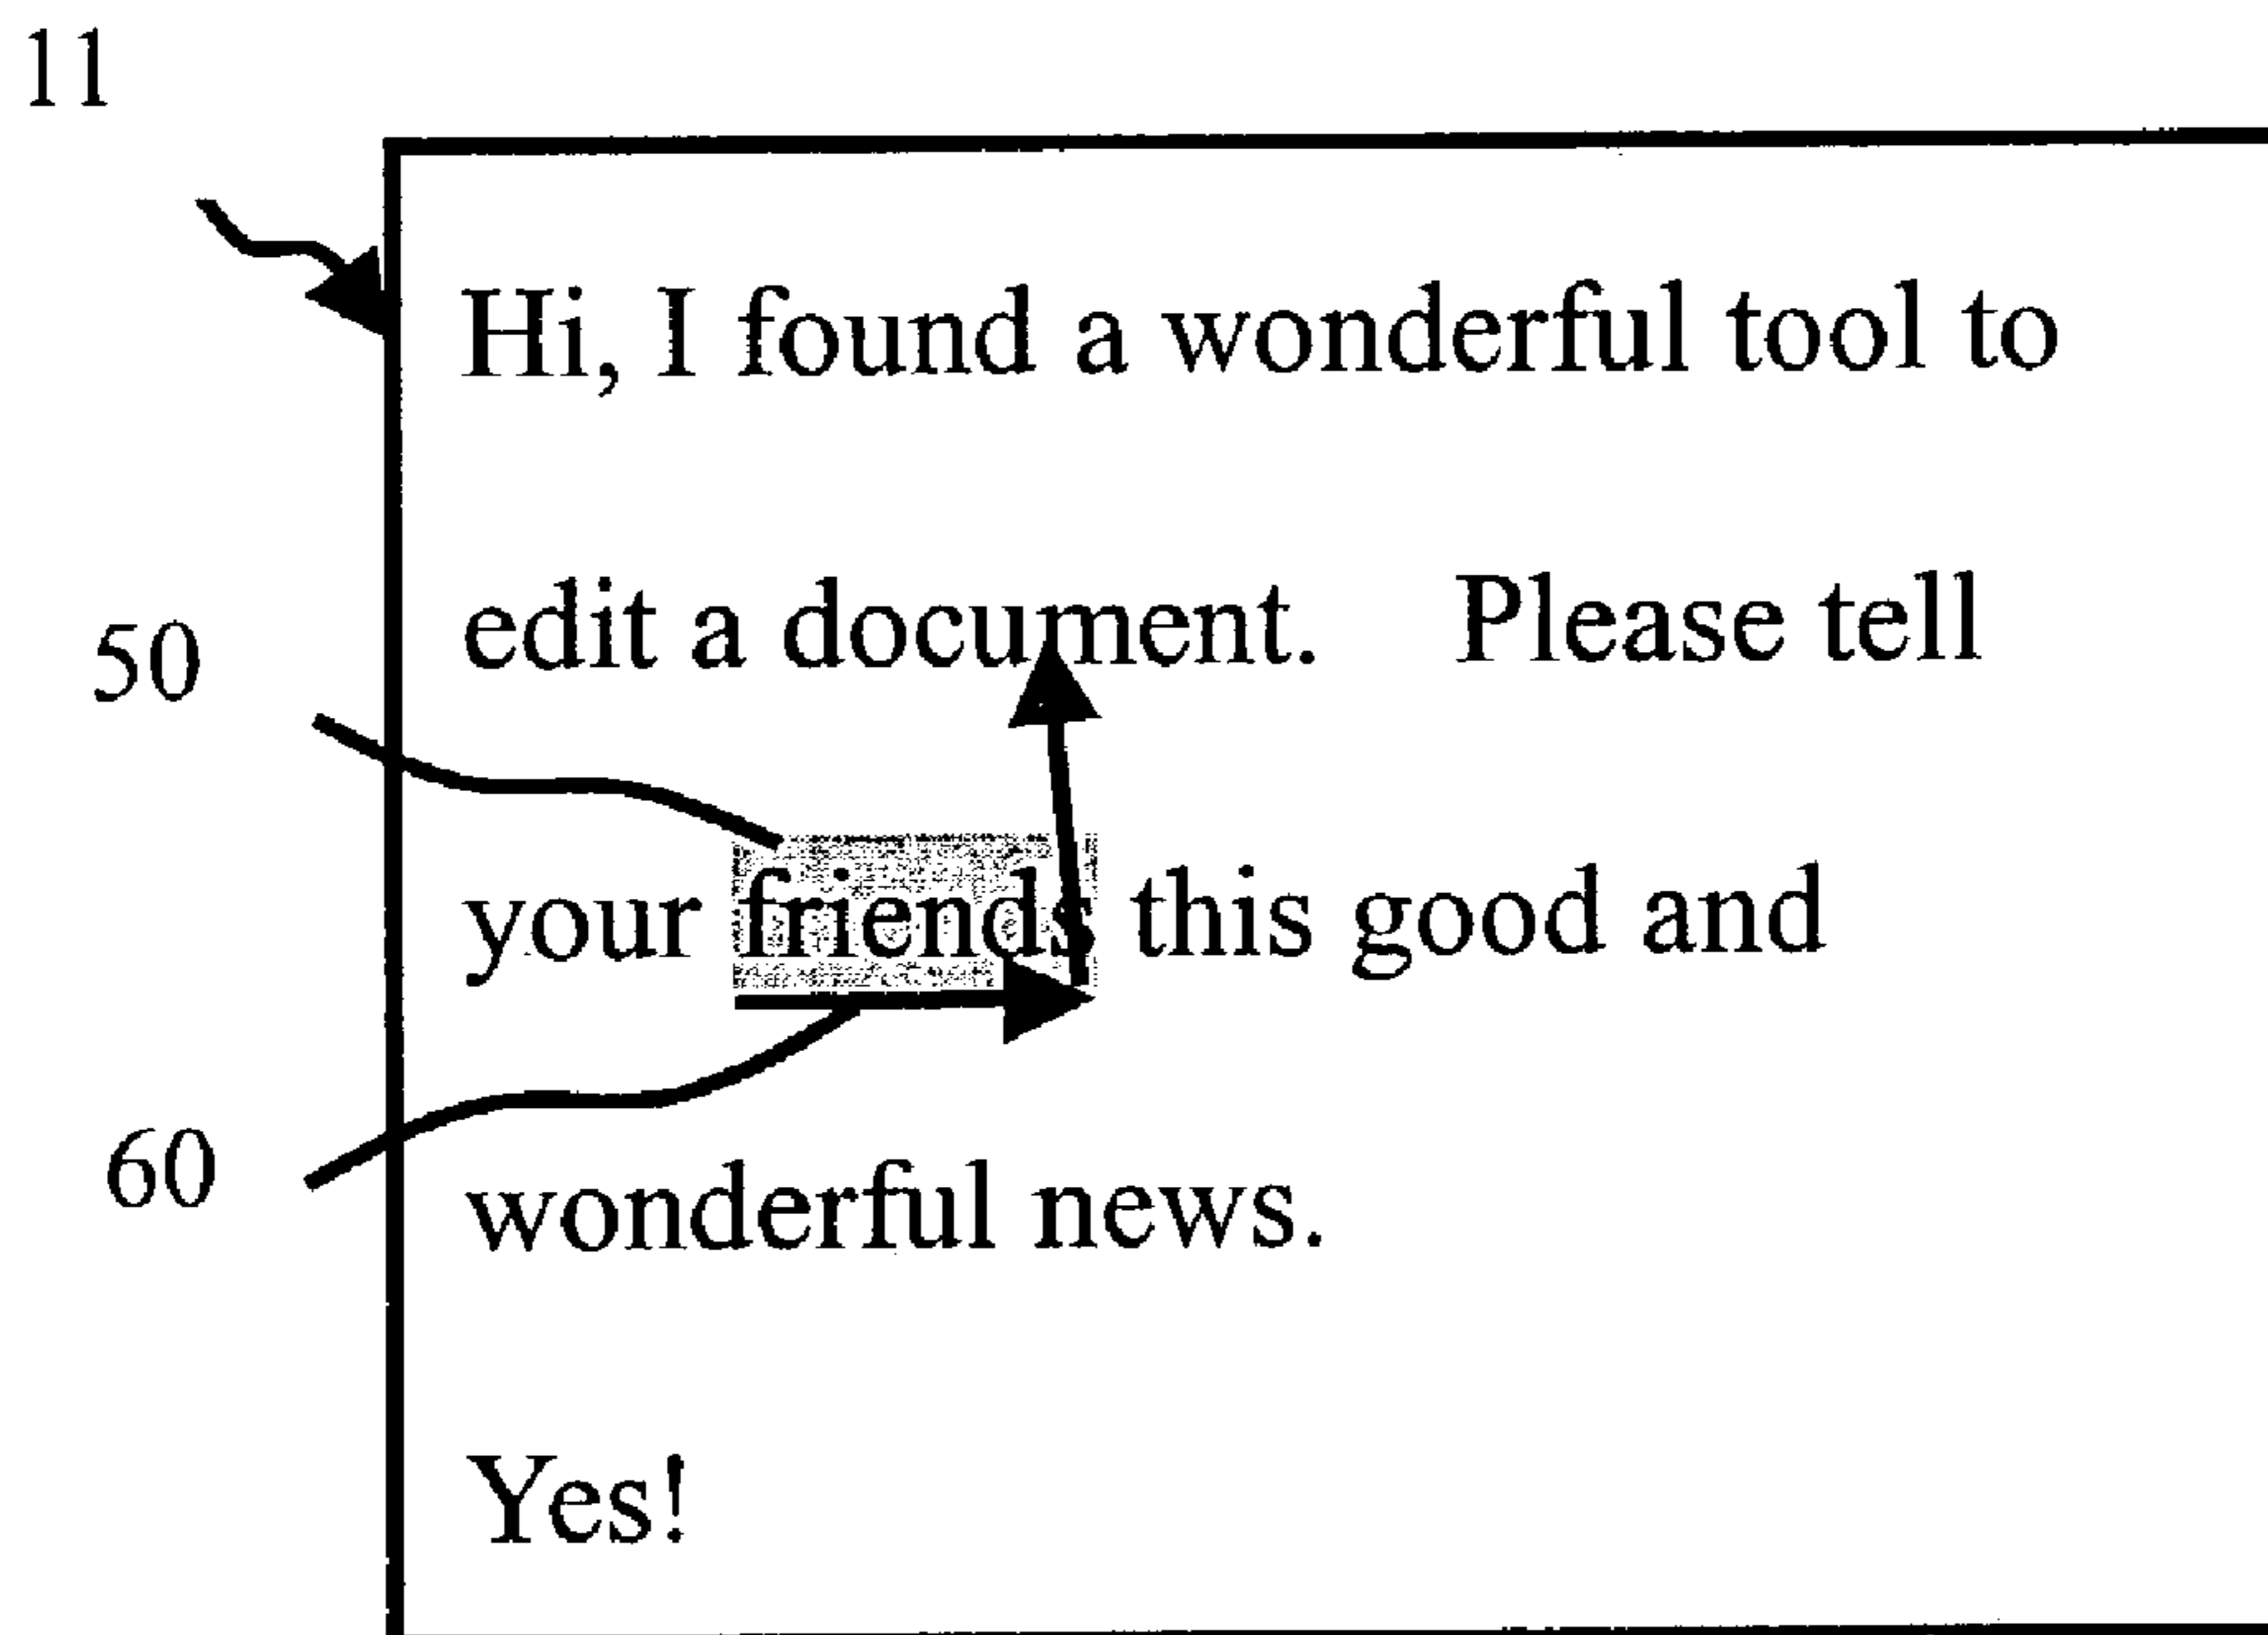 11
Hi, I found a wonderful tool to
edit a document. Please tell
50
your friends this good and
60
wonderful news.
Yes!